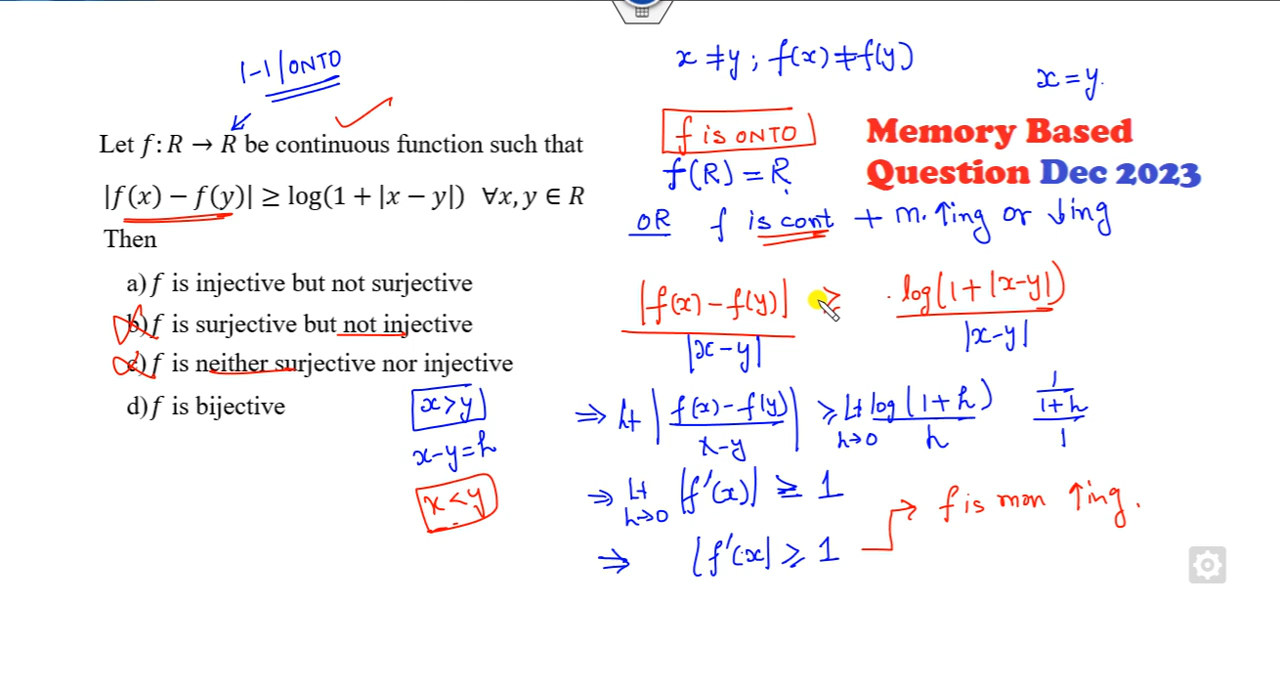 1-1/ONTO
Let f: R → R be continuous function such that
|f(x) − f(y)| ≥ log(1 + |x − y|) ∀x, y ∈ R
Then
a) f is injective but not surjective
b) f is surjective but not injective
c) f is neither surjective nor injective
d) f is bijective
x>y
x-y=h
x<y
x≠y ; f(x)≠f(y)
x=y.
f is ONTO
f(R)=R
Memory Based
Question Dec 2023
OR f is cont + m. ↑ing or ↓ing
|f(x)-f(y)| / |x-y| ≥ log(1+|x-y|) / |x-y|
⇒ Lt |f(x)-f(y) / x-y| ≥ Lt h→0 log(1+h) / h
1/1+h / 1
⇒ Lt h→0 |f'(x)| ≥ 1
⇒ |f'(x)| ≥ 1
→ f is mon ↑ing.